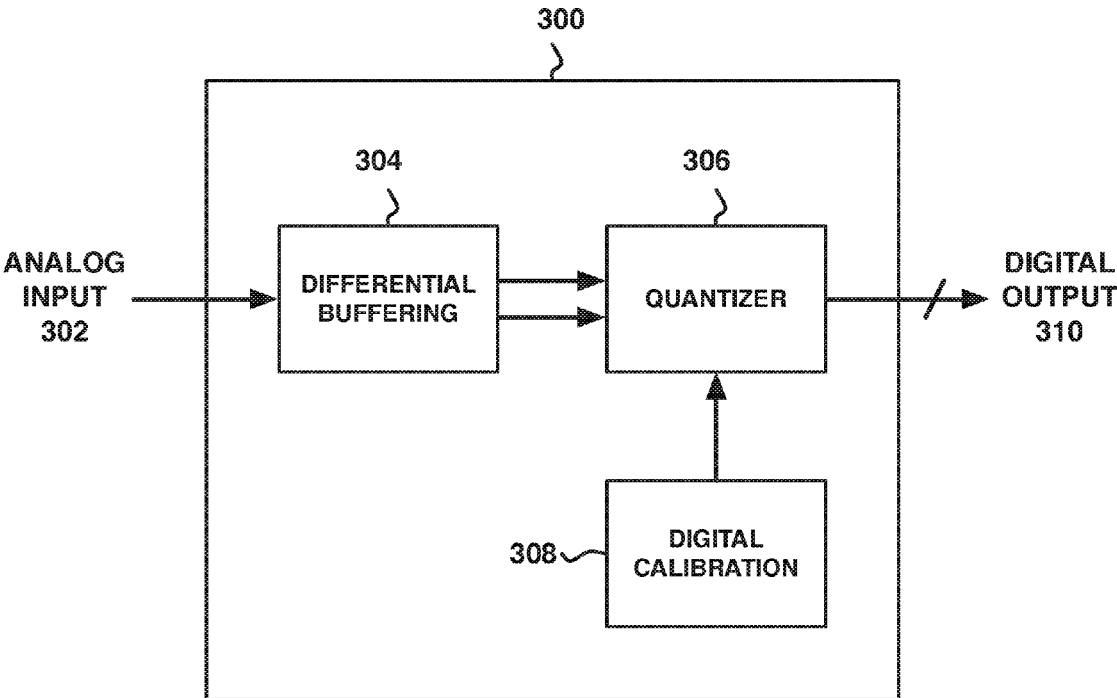 300
304
306
ANALOG
INPUT
302
DIFFERENTIAL
BUFFERING
QUANTIZER
DIGITAL
OUTPUT
310
308
DIGITAL
CALIBRATION